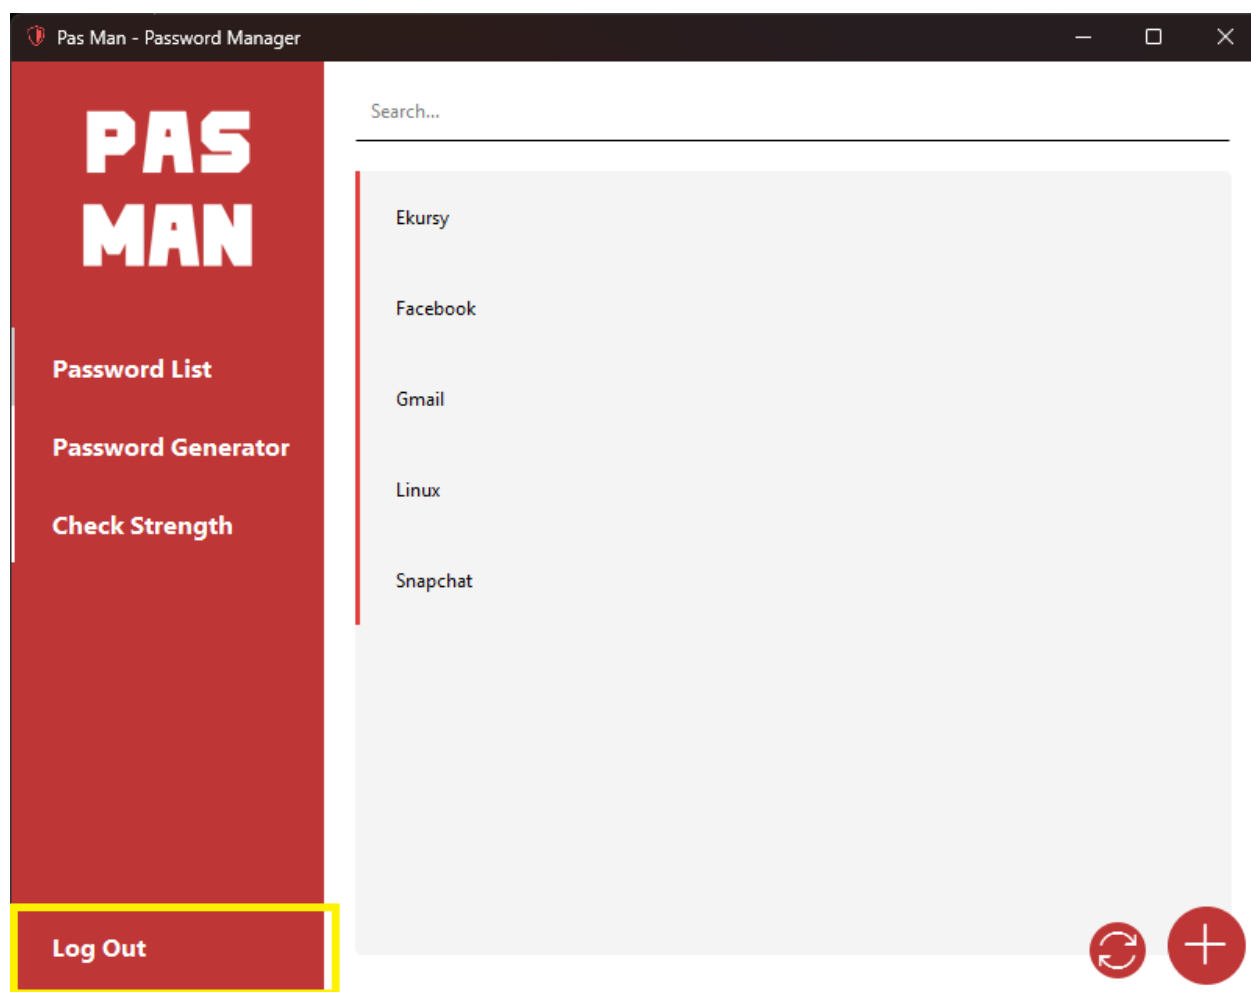 Pas Man - Password Manager
PAS
MAN
Password List
Password Generator
Check Strength
Log Out
Search...
Ekursy
Facebook
Gmail
Linux
Snapchat